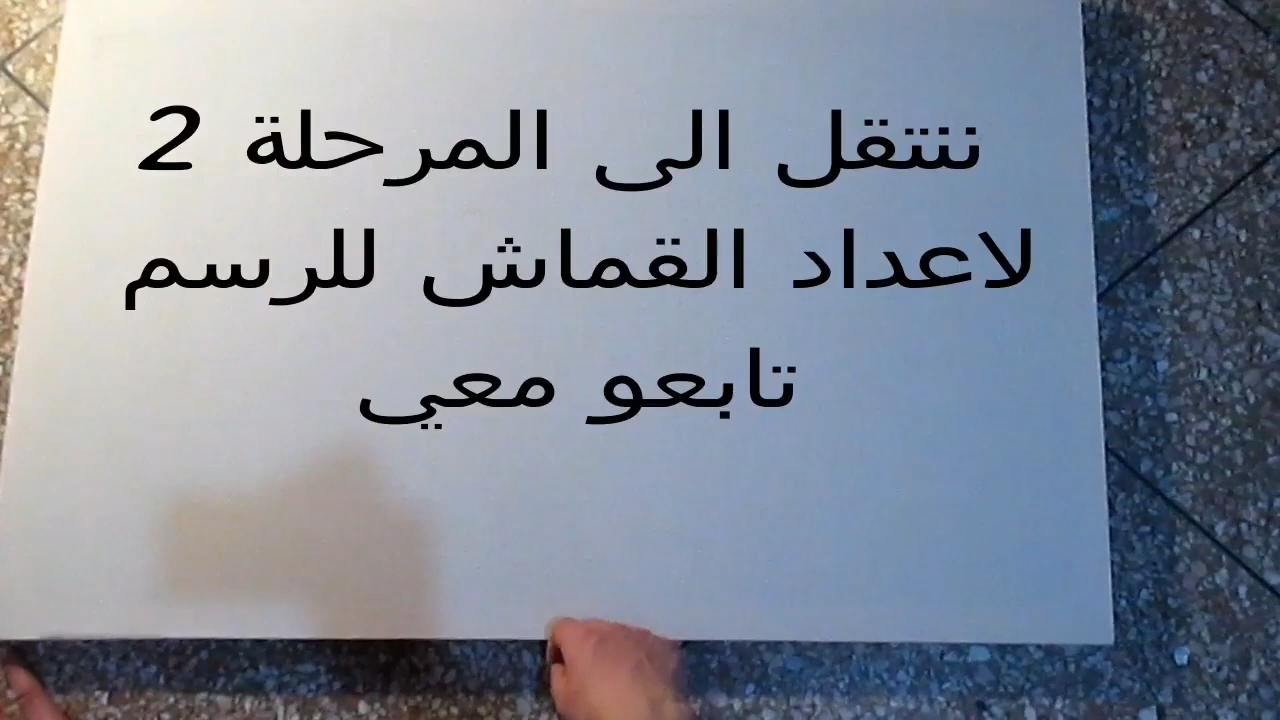 ننتقل الى المرحلة 2
لاعداد القماش للرسم
تابعو معي